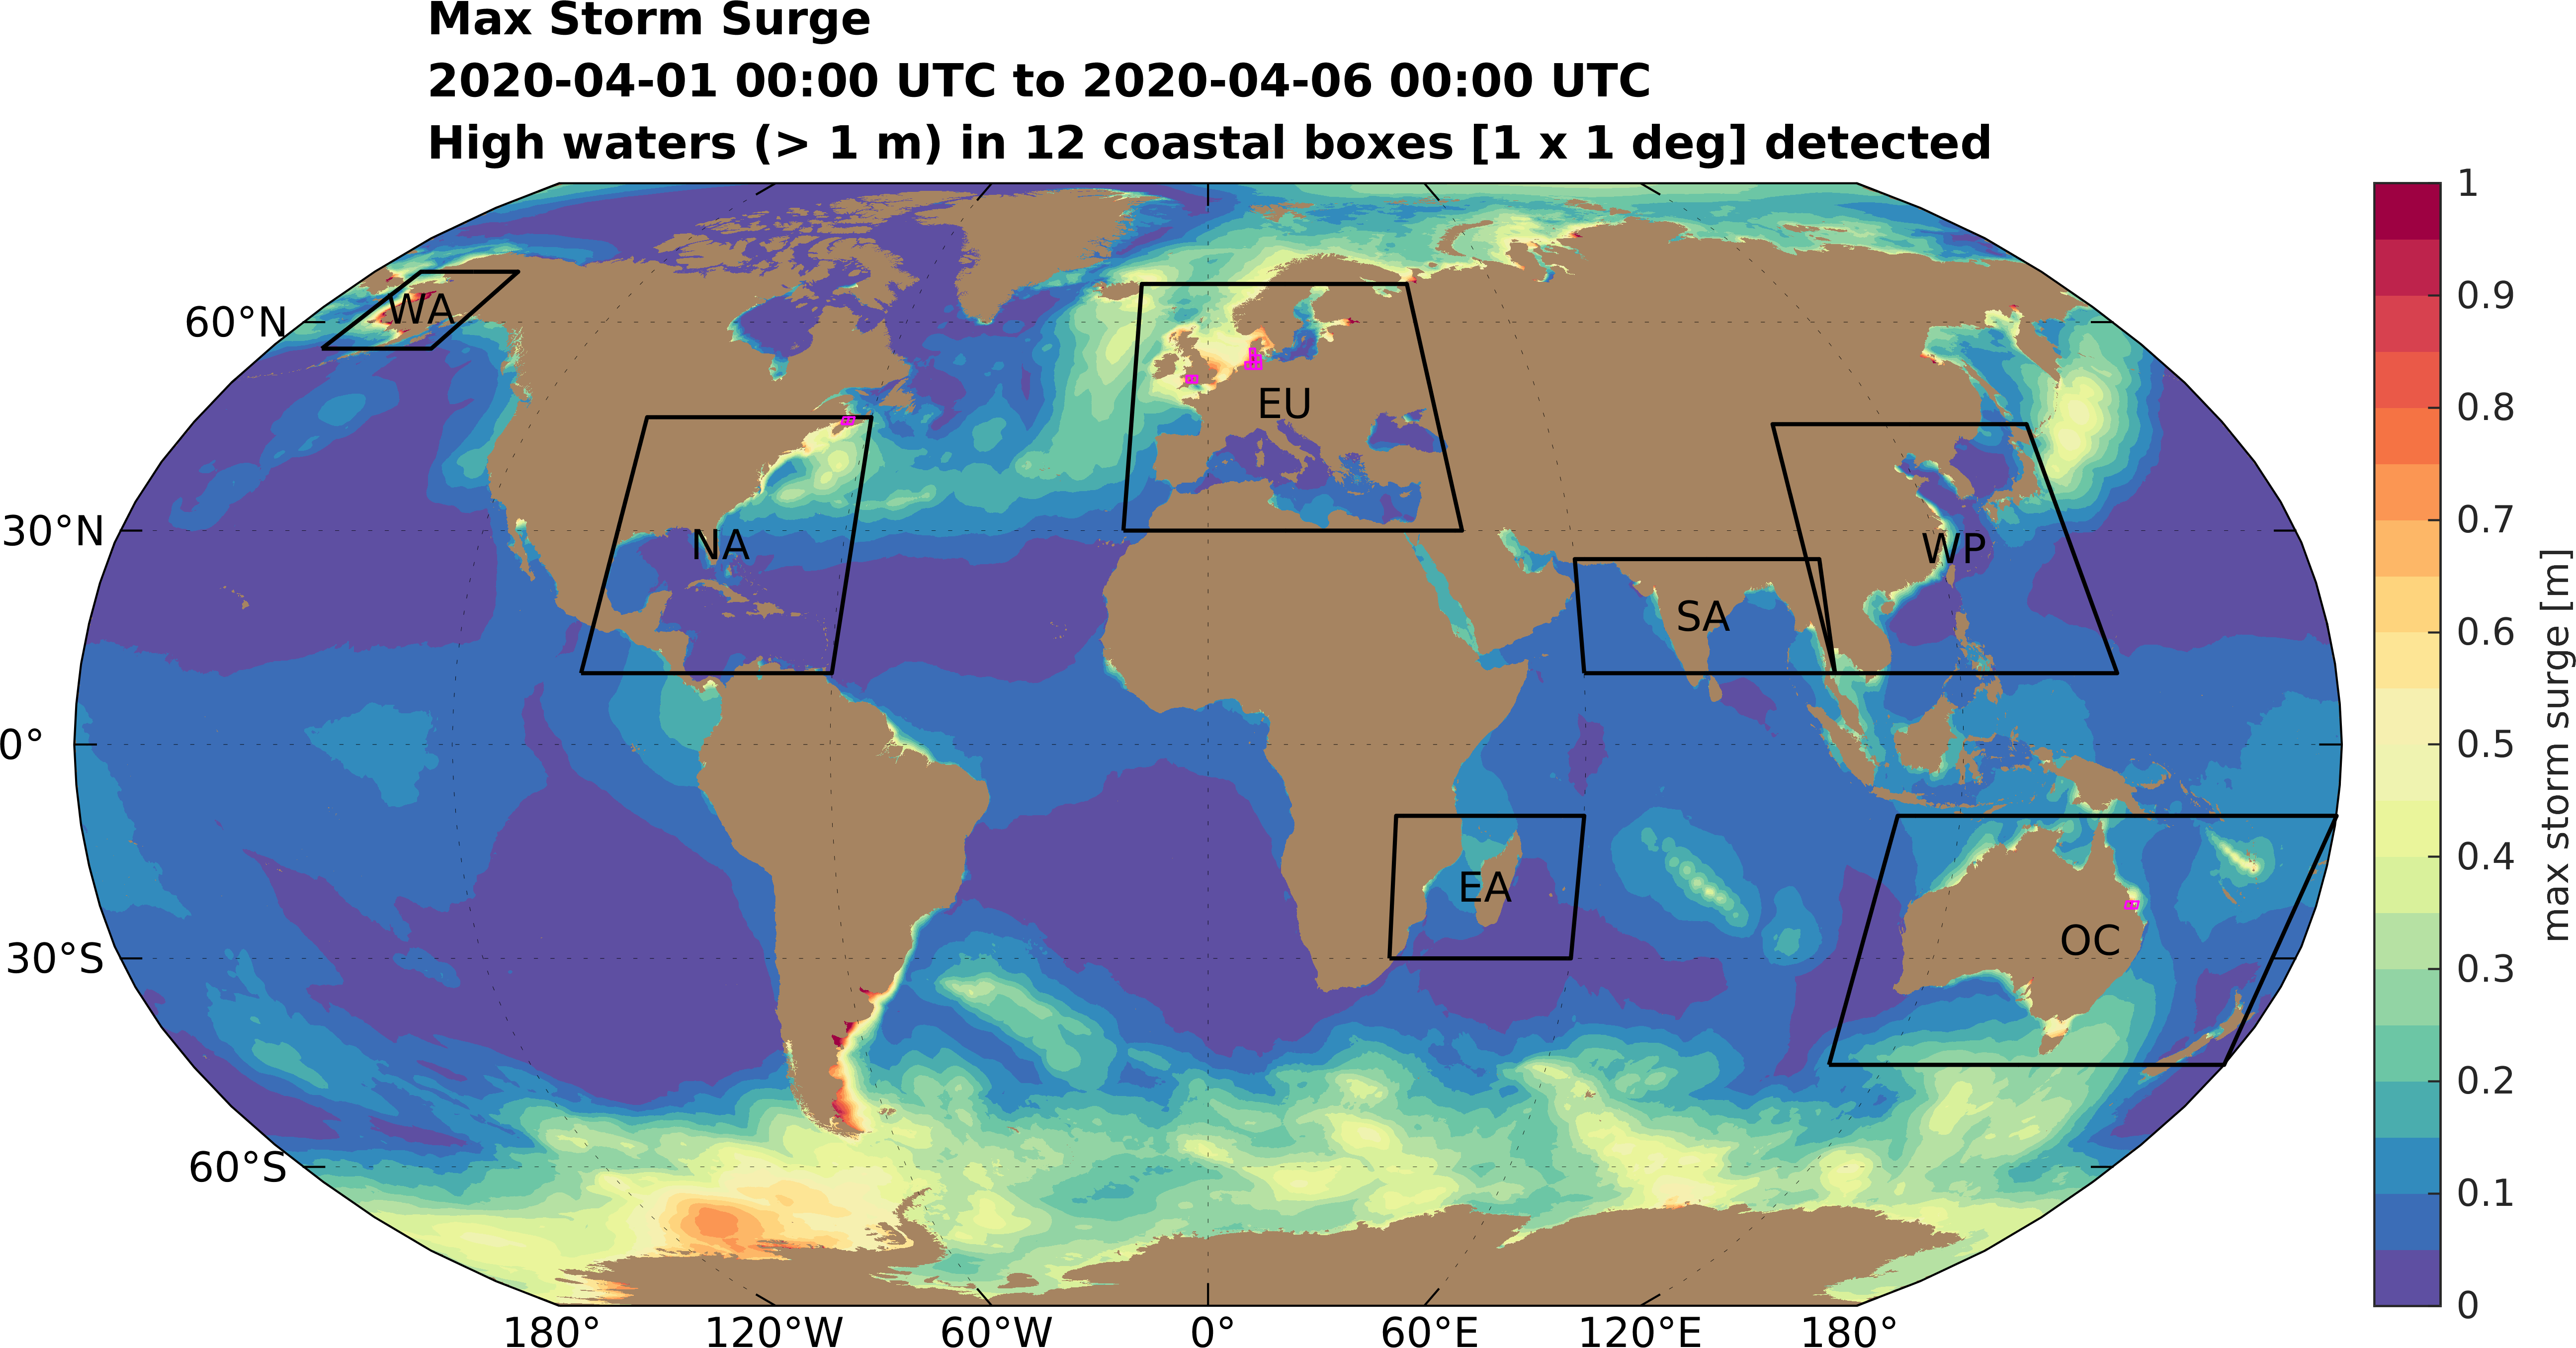 Max Storm Surge
2020-04-01 00:00 UTC to 2020-04-06 00:00 UTC
High waters (> 1 m) in 12 coastal boxes [1 x 1 deg] detected
1
0.9
0.8
0.7
0.6
0.5
0.4
0.3
0.2
0.1
0
max storm surge [m]
60°N
30°N
0°
30°S
60°S
WA
EU
NA
WP
SA
EA
OC
180° 120°W 60°W 0° 60°E 120°E 180°